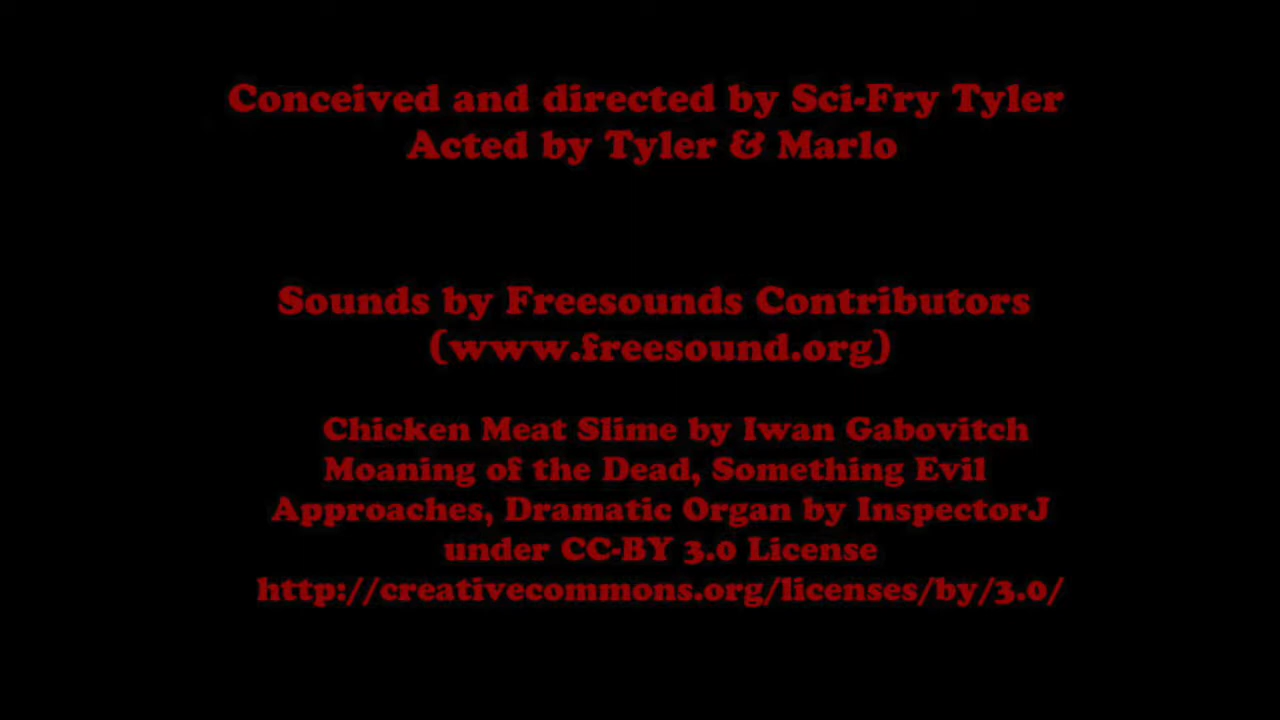 Conceived and directed by Sci-Fry Tyler
Acted by Tyler & Marlo
Sounds by Freesounds Contributors
(www.freesound.org)
Chicken Meat Slime by Iwan Gabovitch
Moaning of the Dead, Something Evil
Approaches, Dramatic Organ by InspectorJ
under CC-BY 3.0 License
http://creativecommons.org/licenses/by/3.0/